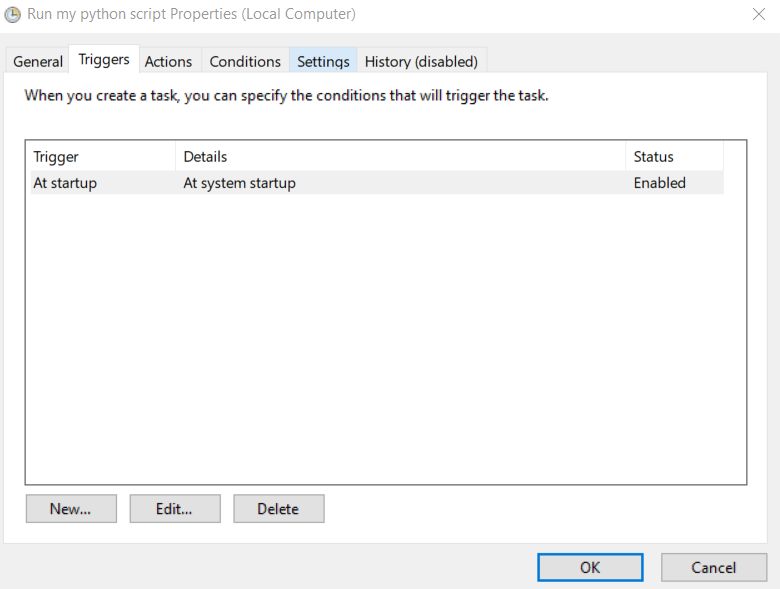 Run my python script Properties (Local Computer)
General Triggers Actions Conditions Settings History (disabled)
When you create a task, you can specify the conditions that will trigger the task.
Trigger Details Status
At startup At system startup Enabled
New... Edit... Delete
OK Cancel